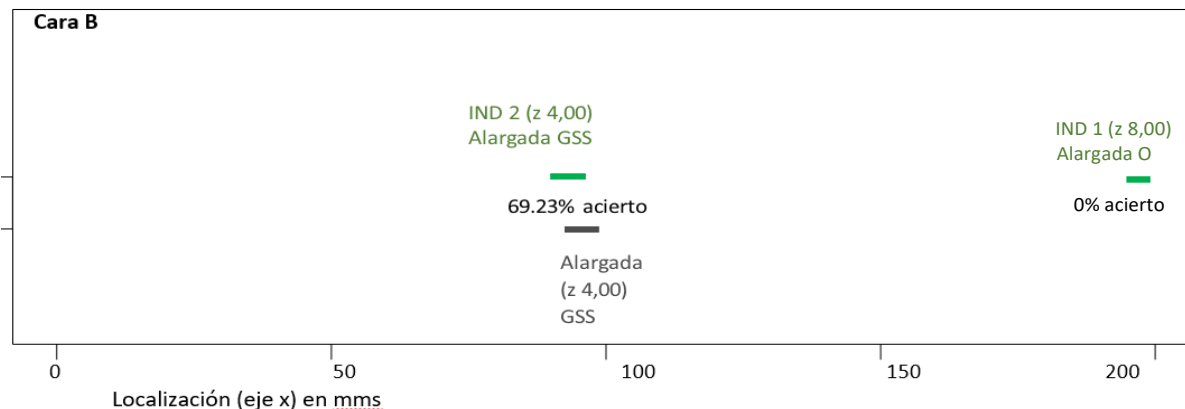 Cara B
IND 2 (z 4,00)
Alargada GSS
IND 1 (z 8,00)
Alargada O
69.23% acierto
0% acierto
Alargada
(z 4,00)
GSS
0
50
100
150
200
Localización (eje x) en mms